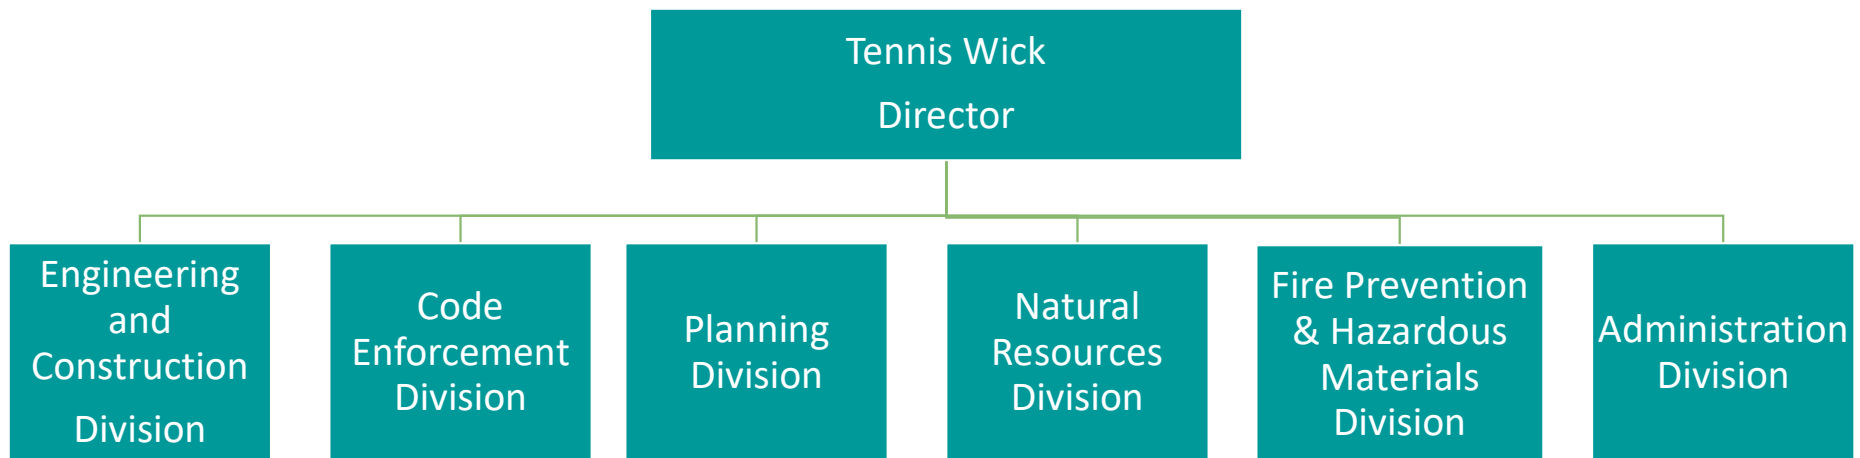 Tennis Wick
Director
Engineering
and
Construction
Division
Code
Enforcement
Division
Planning
Division
Natural
Resources
Division
Fire Prevention
& Hazardous
Materials
Division
Administration
Division